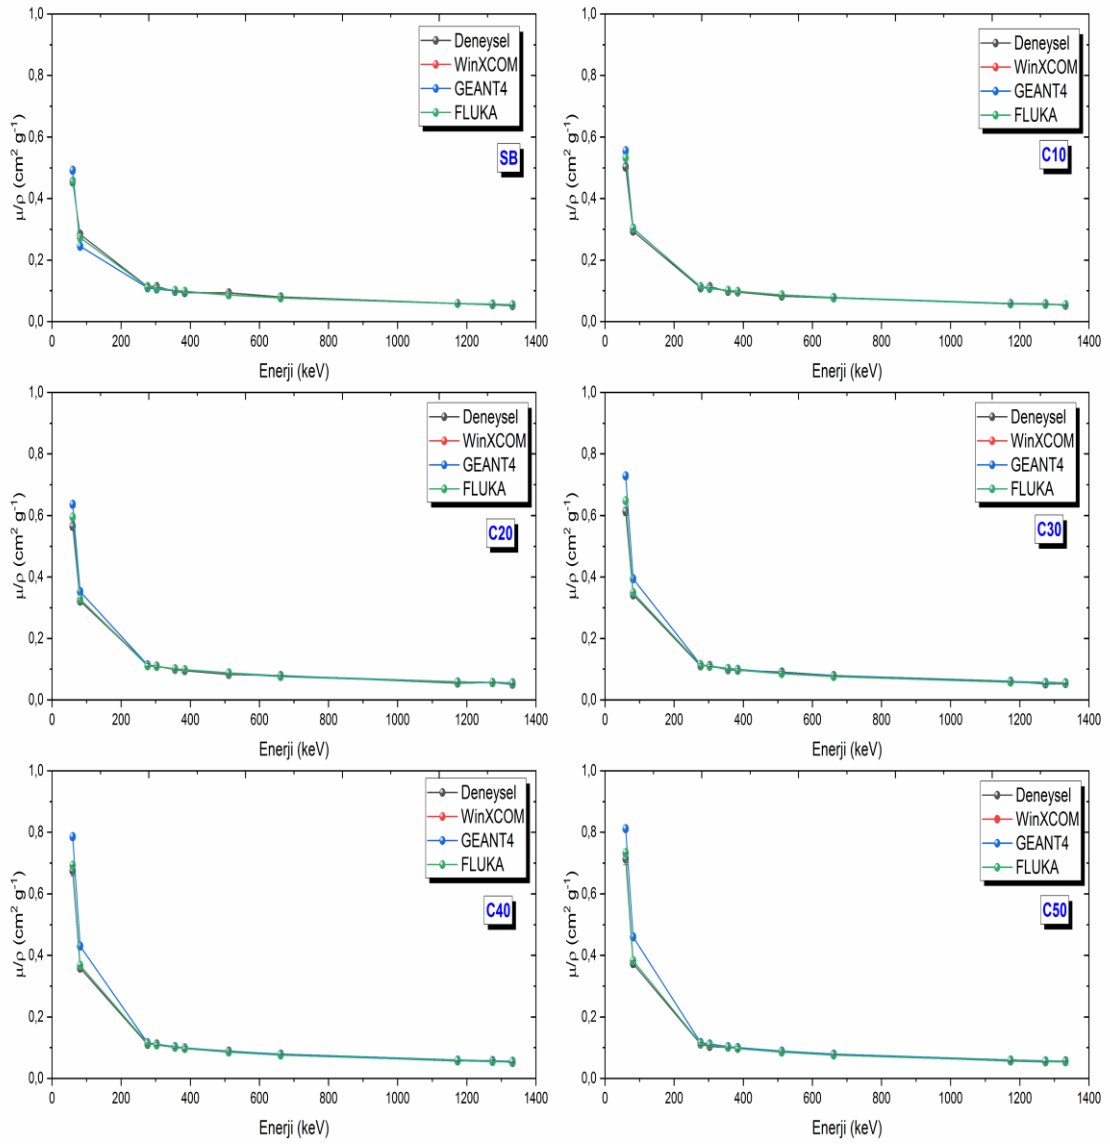 1,0
0,8
0,6
0,4
0,2
0,0
μ/ρ (cm² g⁻¹)
Deneysel
WinXCOM
GEANT4
FLUKA
SB
0 200 400 600 800 1000 1200 1400
Enerji (keV)
1,0
0,8
0,6
0,4
0,2
0,0
μ/ρ (cm² g⁻¹)
Deneysel
WinXCOM
GEANT4
FLUKA
C10
0 200 400 600 800 1000 1200 1400
Enerji (keV)
1,0
0,8
0,6
0,4
0,2
0,0
μ/ρ (cm² g⁻¹)
Deneysel
WinXCOM
GEANT4
FLUKA
C20
0 200 400 600 800 1000 1200 1400
Enerji (keV)
1,0
0,8
0,6
0,4
0,2
0,0
μ/ρ (cm² g⁻¹)
Deneysel
WinXCOM
GEANT4
FLUKA
C30
0 200 400 600 800 1000 1200 1400
Enerji (keV)
1,0
0,8
0,6
0,4
0,2
0,0
μ/ρ (cm² g⁻¹)
Deneysel
WinXCOM
GEANT4
FLUKA
C40
0 200 400 600 800 1000 1200 1400
Enerji (keV)
1,0
0,8
0,6
0,4
0,2
0,0
μ/ρ (cm² g⁻¹)
Deneysel
WinXCOM
GEANT4
FLUKA
C50
0 200 400 600 800 1000 1200 1400
Enerji (keV)